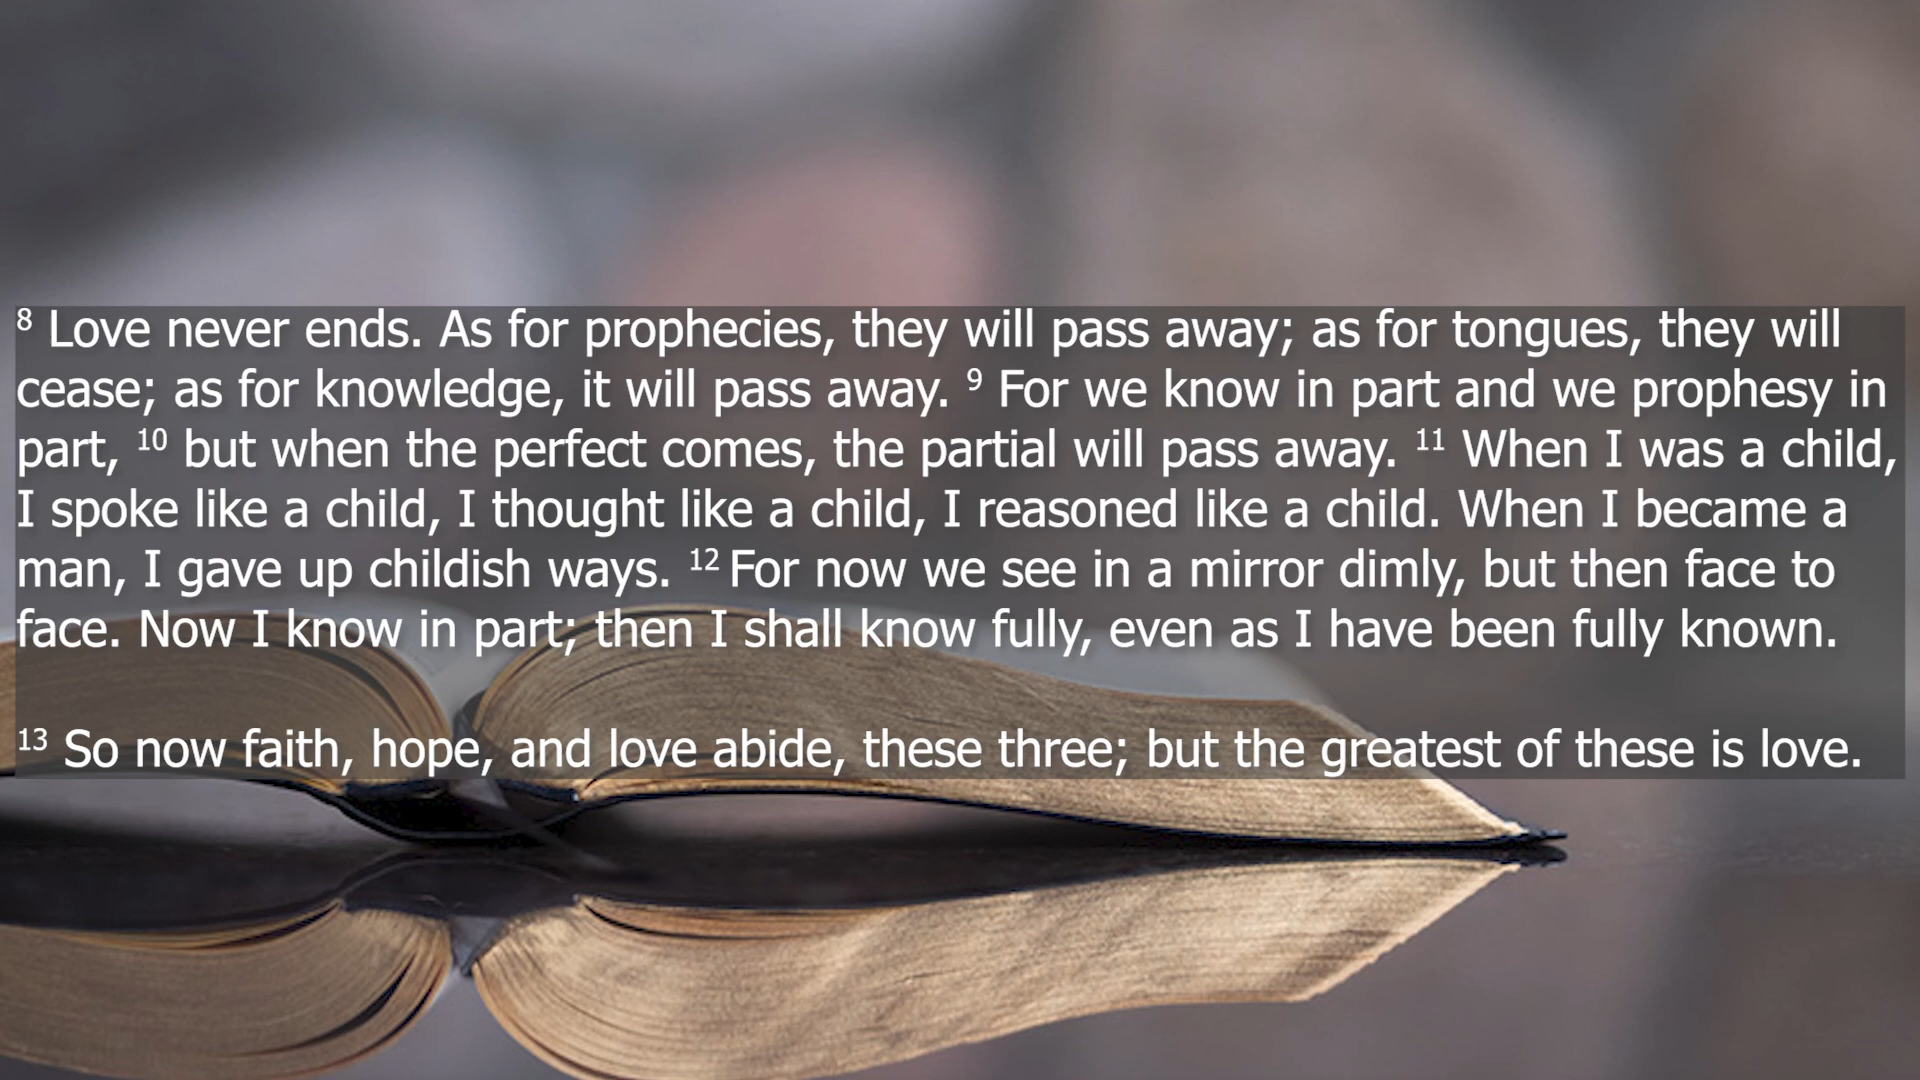 8 Love never ends. As for prophecies, they will pass away; as for tongues, they will
cease; as for knowledge, it will pass away. 9 For we know in part and we prophesy in
part, 10 but when the perfect comes, the partial will pass away. 11 When I was a child,
I spoke like a child, I thought like a child, I reasoned like a child. When I became a
man, I gave up childish ways. 12 For now we see in a mirror dimly, but then face to
face. Now I know in part; then I shall know fully, even as I have been fully known.
13 So now faith, hope, and love abide, these three; but the greatest of these is love.